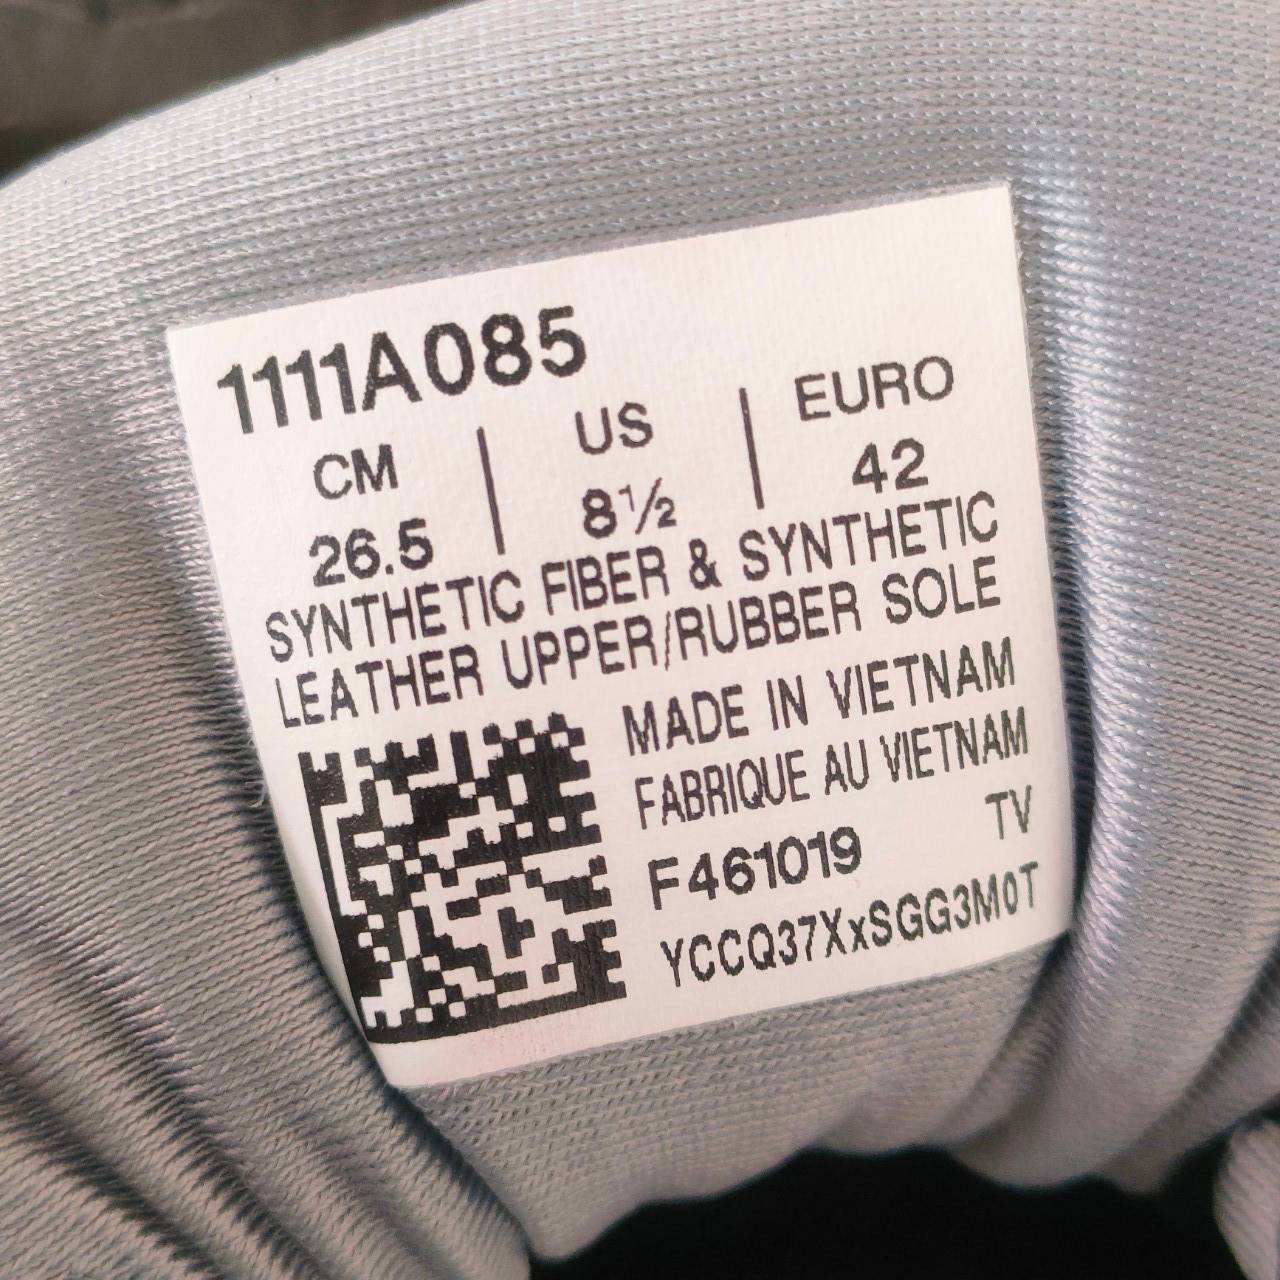 1111A085
CM | US | EURO
26.5 | 8½ | 42
SYNTHETIC FIBER & SYNTHETIC
LEATHER UPPER/RUBBER SOLE
MADE IN VIETNAM
FABRIQUE AU VIETNAM
TV
F461019
YCCQ37XxSGG3M0T